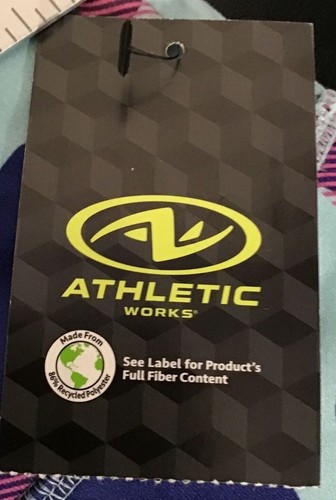 ATHLETIC
WORKS®
Made From
86% Recycled Polyester
See Label for Product's
Full Fiber Content